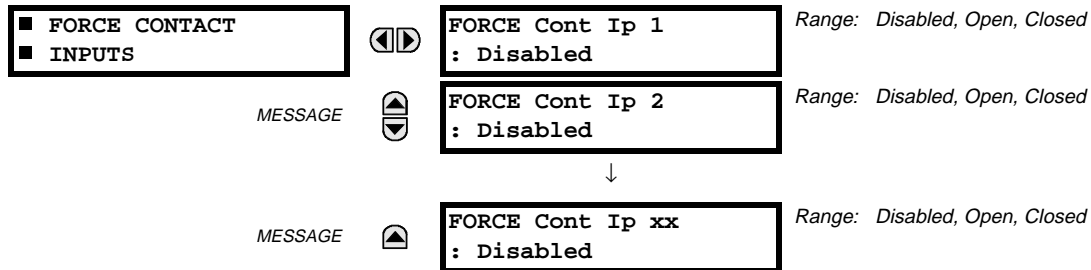 ■ FORCE CONTACT
■ INPUTS
FORCE Cont Ip 1
: Disabled
Range: Disabled, Open, Closed
MESSAGE
FORCE Cont Ip 2
: Disabled
Range: Disabled, Open, Closed
↓
MESSAGE
FORCE Cont Ip xx
: Disabled
Range: Disabled, Open, Closed